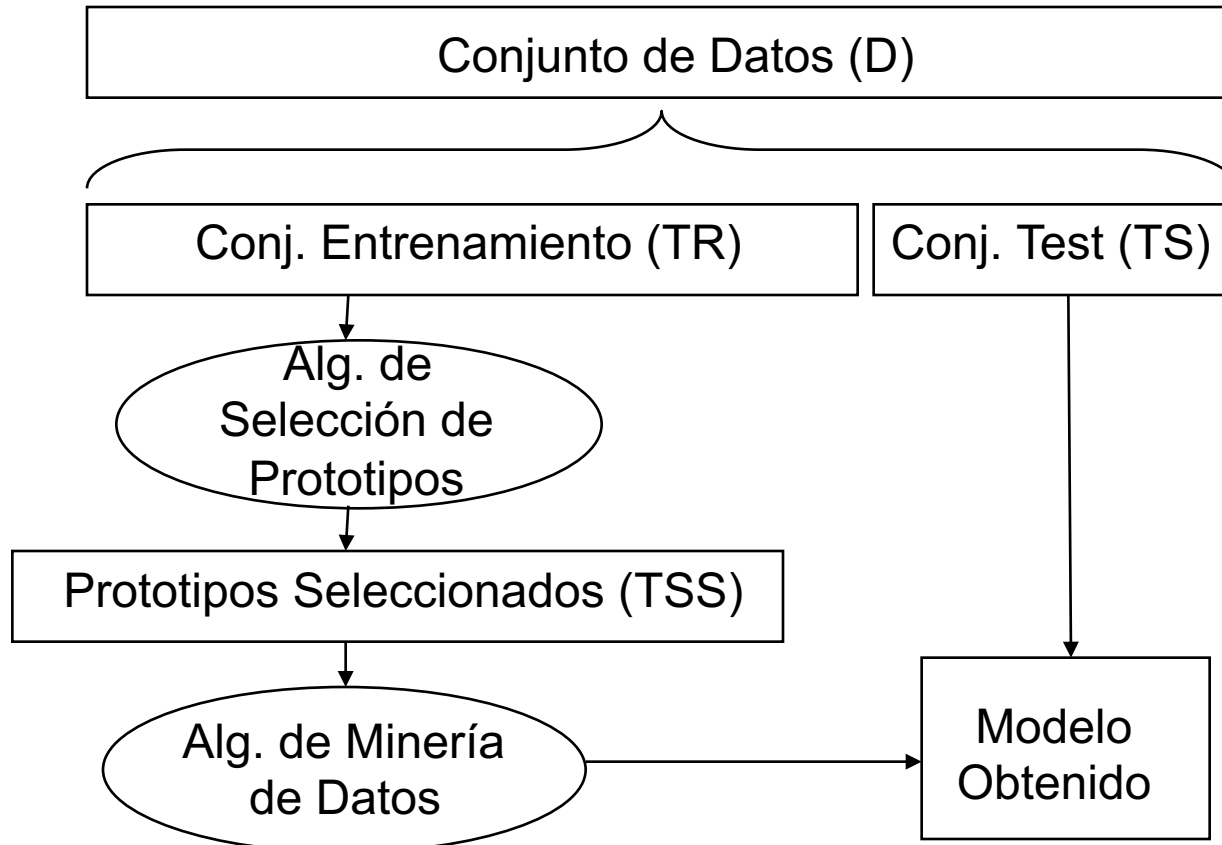 Conjunto de Datos (D)
Conj. Entrenamiento (TR)
Conj. Test (TS)
Alg. de
Selección de
Prototipos
Prototipos Seleccionados (TSS)
Alg. de Minería
de Datos
Modelo
Obtenido